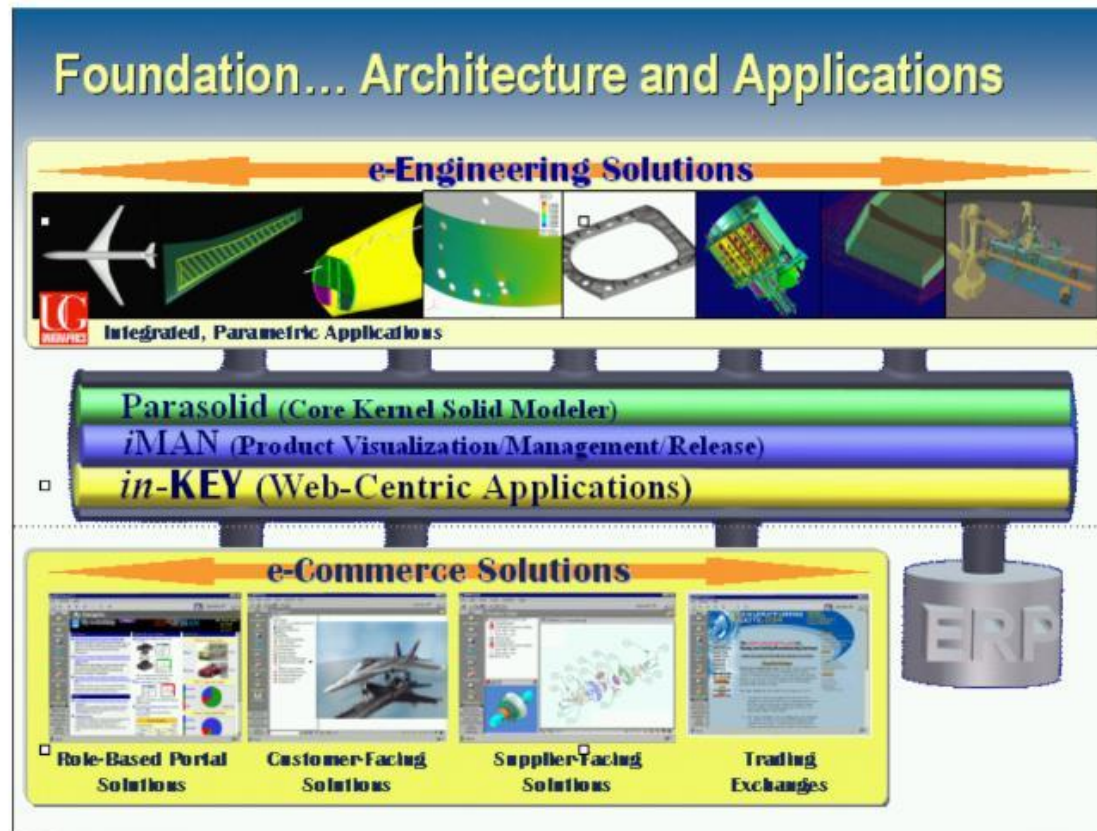 Foundation... Architecture and Applications
e-Engineering Solutions
UG
UNIGRAPHICS
Integrated, Parametric Applications
Parasolid (Core Kernel Solid Modeler)
iMAN (Product Visualization/Management/Release)
in-KEY (Web-Centric Applications)
e-Commerce Solutions
ERP
Role-Based Portal
Solutions
Customer-Facing
Solutions
Supplier-Facing
Solutions
Trading
Exchanges